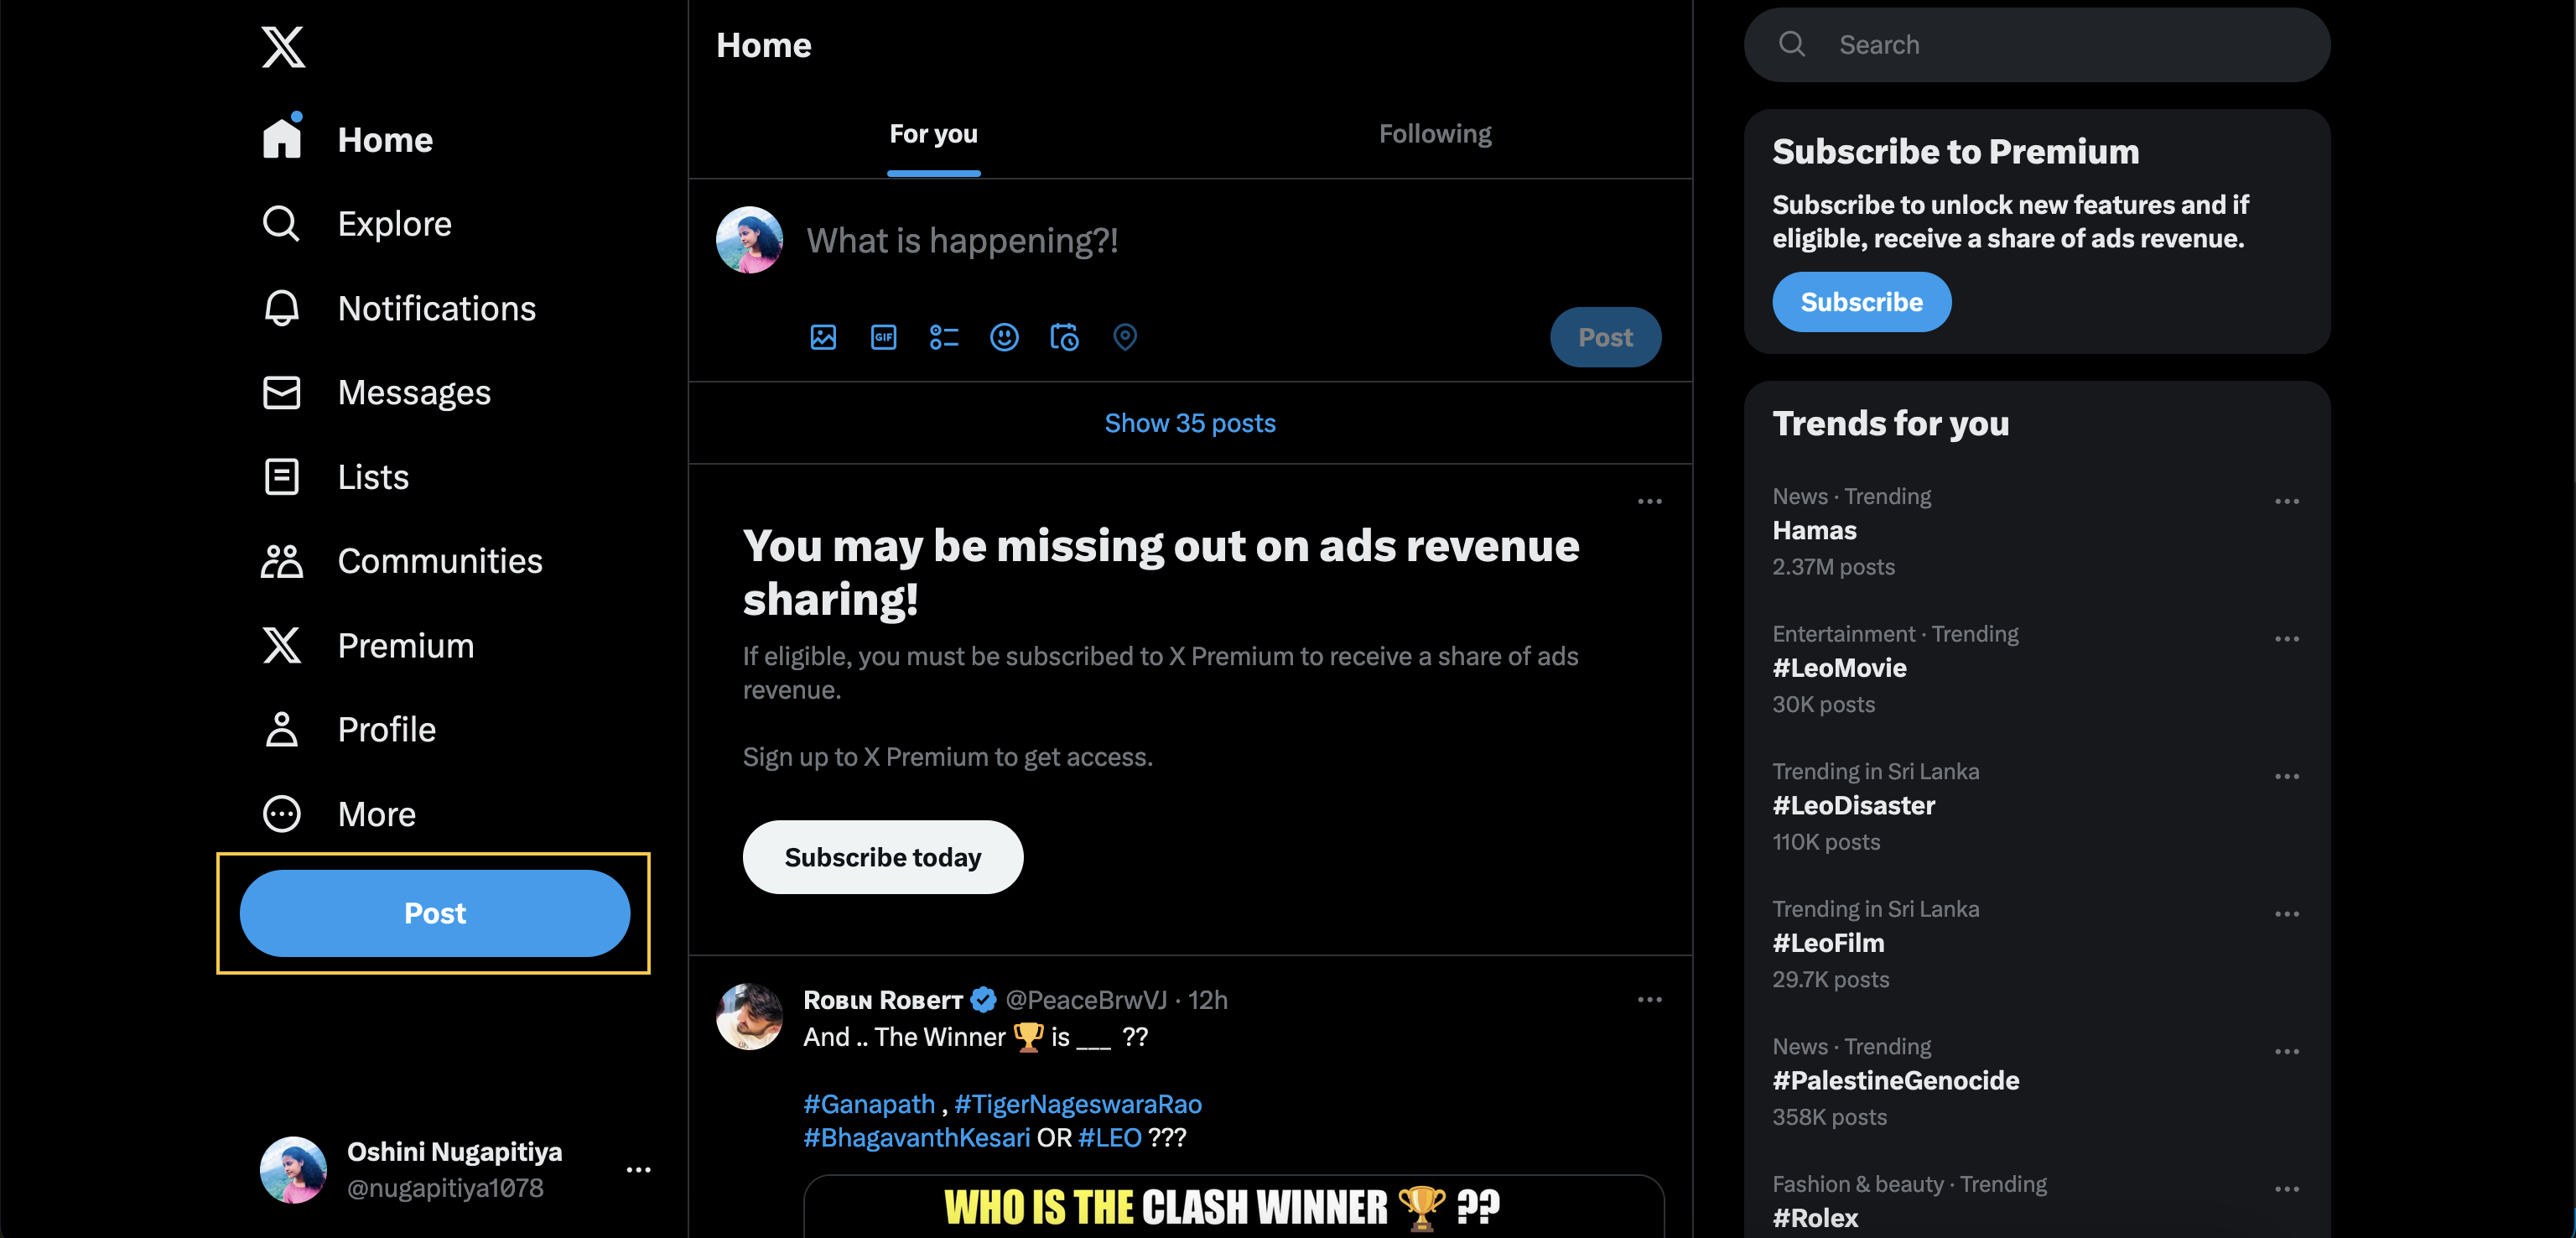 Home
Explore
Notifications
Messages
Lists
Communities
Premium
Profile
More
Post
Oshini Nugapitiya
@nugapitiya1078
Home
For you
Following
What is happening?!
GIF
Post
Show 35 posts
You may be missing out on ads revenue
sharing!
If eligible, you must be subscribed to X Premium to receive a share of ads
revenue.
Sign up to X Premium to get access.
Subscribe today
Rᴏʙɪɴ Rᴏʙᴇʀᴛ @PeaceBrwVJ · 12h
And .. The Winner 🏆 is ___ ??
#Ganapath , #TigerNageswaraRao
#BhagavanthKesari OR #LEO ???
WHO IS THE CLASH WINNER 🏆 ??
Search
Subscribe to Premium
Subscribe to unlock new features and if
eligible, receive a share of ads revenue.
Subscribe
Trends for you
News · Trending
Hamas
2.37M posts
Entertainment · Trending
#LeoMovie
30K posts
Trending in Sri Lanka
#LeoDisaster
110K posts
Trending in Sri Lanka
#LeoFilm
29.7K posts
News · Trending
#PalestineGenocide
358K posts
Fashion & beauty · Trending
#Rolex